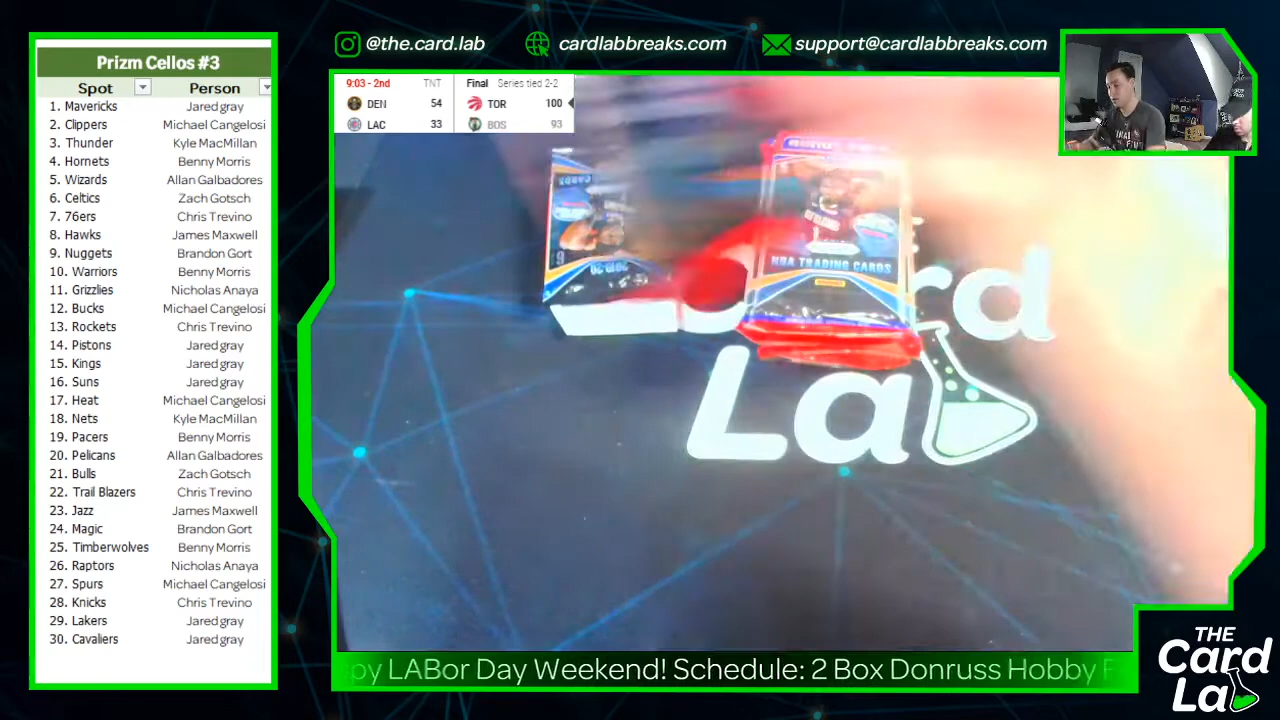 @the.card.lab
cardlabbreaks.com
support@cardlabbreaks.com
Prizm Cellos #3
Spot Person
1. Mavericks Jared gray
2. Clippers Michael Cangelosi
3. Thunder Kyle MacMillan
4. Hornets Benny Morris
5. Wizards Allan Galbadores
6. Celtics Zach Gotsch
7. 76ers Chris Trevino
8. Hawks James Maxwell
9. Nuggets Brandon Gort
10. Warriors Benny Morris
11. Grizzlies Nicholas Anaya
12. Bucks Michael Cangelosi
13. Rockets Chris Trevino
14. Pistons Jared gray
15. Kings Jared gray
16. Suns Jared gray
17. Heat Michael Cangelosi
18. Nets Kyle MacMillan
19. Pacers Benny Morris
20. Pelicans Allan Galbadores
21. Bulls Zach Gotsch
22. Trail Blazers Chris Trevino
23. Jazz James Maxwell
24. Magic Brandon Gort
25. Timberwolves Benny Morris
26. Raptors Nicholas Anaya
27. Spurs Michael Cangelosi
28. Knicks Chris Trevino
29. Lakers Jared gray
30. Cavaliers Jared gray
9:03 - 2nd TNT
DEN 54
LAC 33
Final Series tied 2-2
TOR 100
BOS 93
CARDS
2019-20
NBA TRADING CARDS
rd
La
py LABor Day Weekend! Schedule: 2 Box Donruss Hobby F
THE
Card
La